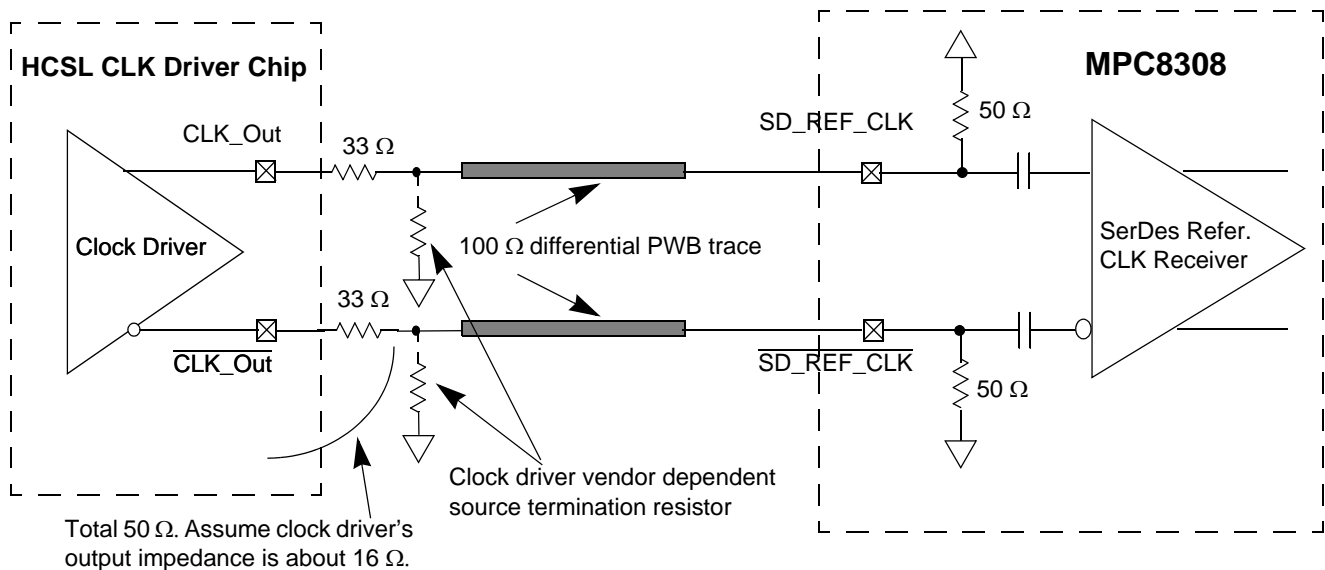 HCSL CLK Driver Chip
MPC8308
CLK_Out
33 Ω
SD_REF_CLK
50 Ω
Clock Driver
100 Ω differential PWB trace
SerDes Refer.
CLK Receiver
33 Ω
CLK_Out
SD_REF_CLK
50 Ω
Clock driver vendor dependent
source termination resistor
Total 50 Ω. Assume clock driver's
output impedance is about 16 Ω.